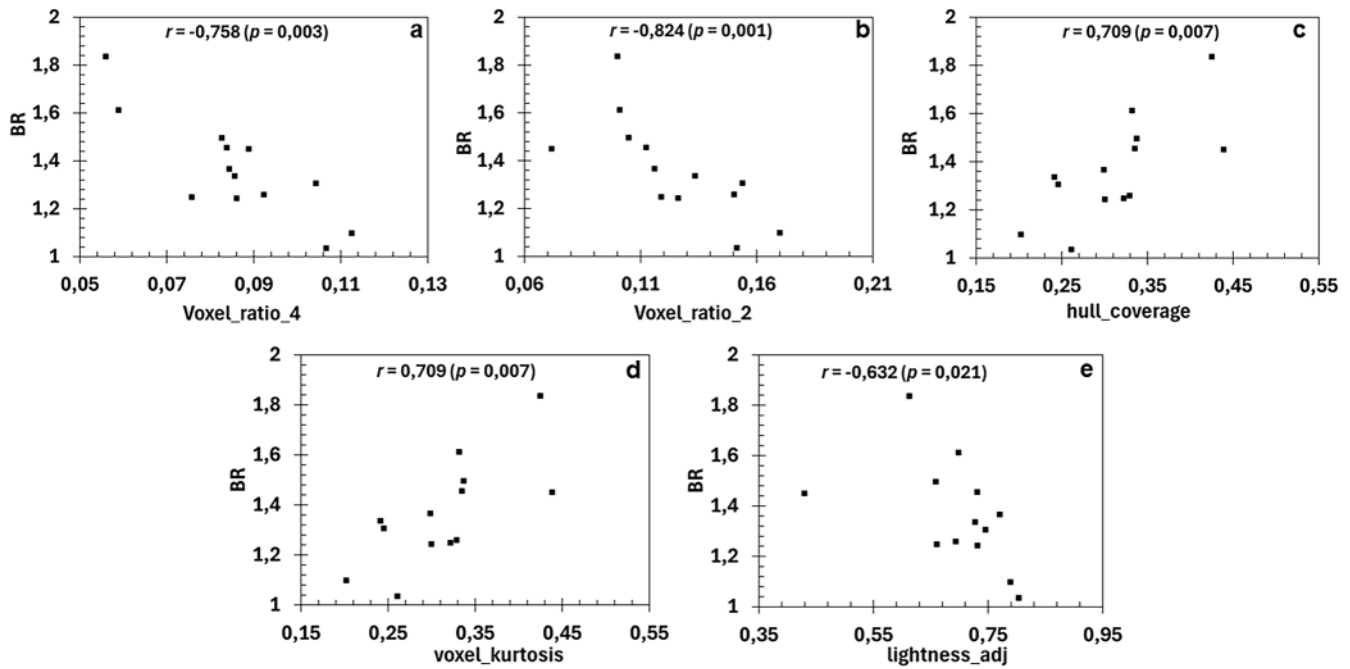 r = -0,758 (p = 0,003)
a
2
1,8
1,6
1,4
1,2
1
BR
0,05
0,07
0,09
0,11
0,13
Voxel_ratio_4
r = -0,824 (p = 0,001)
b
2
1,8
1,6
1,4
1,2
1
BR
0,06
0,11
0,16
0,21
Voxel_ratio_2
r = 0,709 (p = 0,007)
c
2
1,8
1,6
1,4
1,2
1
BR
0,15
0,25
0,35
0,45
0,55
hull_coverage
r = 0,709 (p = 0,007)
d
2
1,8
1,6
1,4
1,2
1
BR
0,15
0,25
0,35
0,45
0,55
voxel_kurtosis
r = -0,632 (p = 0,021)
e
2
1,8
1,6
1,4
1,2
1
BR
0,35
0,55
0,75
0,95
lightness_adj